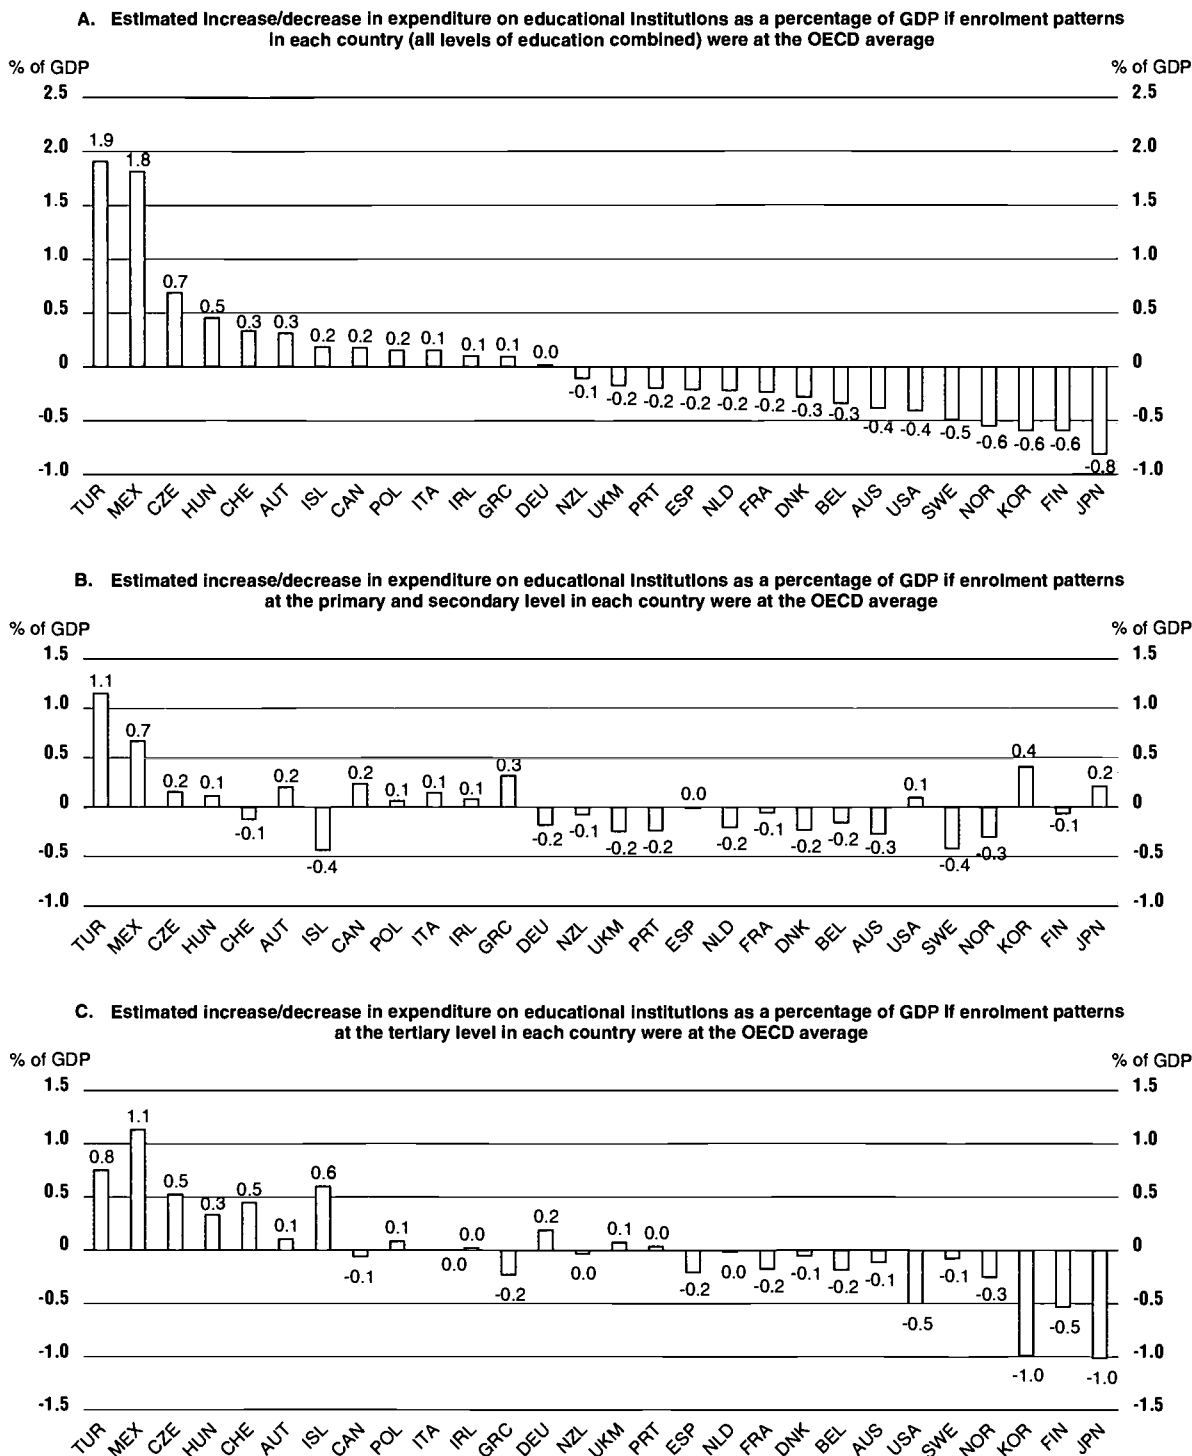 A. Estimated increase/decrease in expenditure on educational institutions as a percentage of GDP if enrolment patterns
in each country (all levels of education combined) were at the OECD average
% of GDP % of GDP
2.5 2.5
1.9
2.0 1.8 2.0
1.5 1.5
1.0 1.0
0.7
0.5 0.5 0.3 0.3 0.2 0.2 0.2 0.1 0.1 0.1 0.0 0.5
0 0
-0.1 -0.2 -0.2 -0.2 -0.2 -0.2 -0.3 -0.3 -0.4 -0.4 -0.5 -0.6 -0.6 -0.6 -0.8
-0.5 -0.5
-1.0 -1.0
TUR MEX CZE HUN CHE AUT ISL CAN POL ITA IRL GRC DEU NZL UKM PRT ESP NLD FRA DNK BEL AUS USA SWE NOR KOR FIN JPN
B. Estimated increase/decrease in expenditure on educational institutions as a percentage of GDP if enrolment patterns
at the primary and secondary level in each country were at the OECD average
% of GDP % of GDP
1.5 1.5
1.1
1.0 1.0
0.7
0.5 0.5
0.2 0.1 -0.1 0.2 -0.4 0.2 0.1 0.1 0.1 0.3 -0.2 -0.1 -0.2 -0.2 0.0 -0.2 -0.1 -0.2 -0.2 -0.3 0.1 -0.4 -0.3 0.4 -0.1 0.2
0 0
-0.5 -0.5
-1.0 -1.0
TUR MEX CZE HUN CHE AUT ISL CAN POL ITA IRL GRC DEU NZL UKM PRT ESP NLD FRA DNK BEL AUS USA SWE NOR KOR FIN JPN
C. Estimated increase/decrease in expenditure on educational institutions as a percentage of GDP if enrolment patterns
at the tertiary level in each country were at the OECD average
% of GDP % of GDP
1.5 1.5
1.1
1.0 1.0
0.8 0.5 0.3 0.5 0.1 0.6 -0.1 0.1 0.0 0.0 -0.2 0.2 0.0 0.1 0.0 -0.2 0.0 -0.2 -0.1 -0.2 -0.1 -0.5 -0.1 -0.3 -1.0 -0.5 -1.0
0.5 0.5
0 0
-0.5 -0.5
-1.0 -1.0
-1.5 -1.5
TUR MEX CZE HUN CHE AUT ISL CAN POL ITA IRL GRC DEU NZL UKM PRT ESP NLD FRA DNK BEL AUS USA SWE NOR KOR FIN JPN